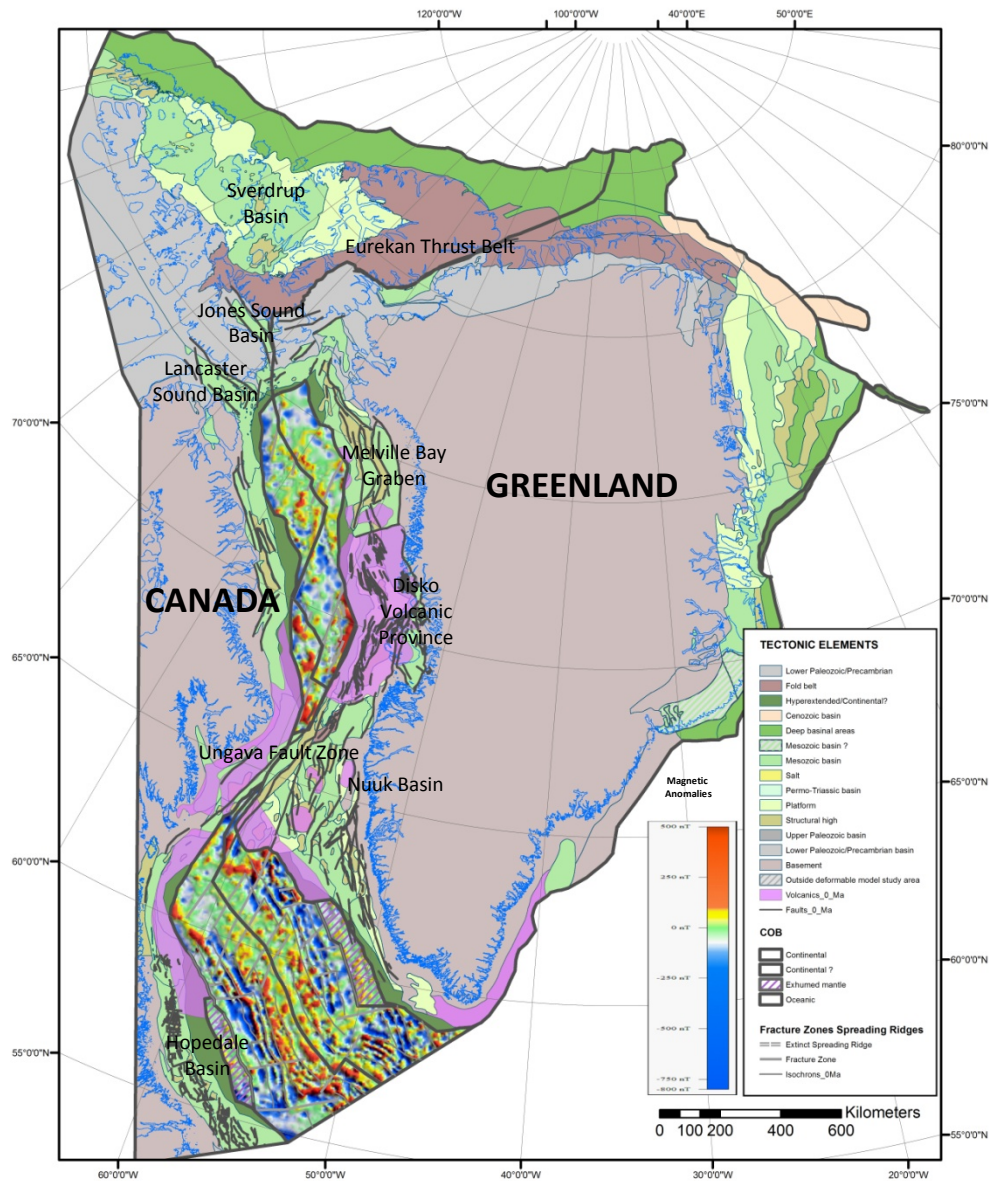 120°0'0"W
100°0'0"W
40°0'0"E
50°0'0"E
80°0'0"N
Sverdrup
Basin
Eurekan Thrust Belt
Jones Sound
Basin
Lancaster
Sound Basin
75°0'0"N
70°0'0"N
Melville Bay
Graben
GREENLAND
CANADA
Disko
Volcanic
Province
70°0'0"N
65°0'0"N
Ungava Fault Zone
Nuuk Basin
65°0'0"N
60°0'0"N
60°0'0"N
Hopedale
Basin
55°0'0"N
55°0'0"N
TECTONIC ELEMENTS
Lower Paleozoic/Precambrian
Fold belt
Hyperextended/Continental?
Cenozoic basin
Deep basinal areas
Mesozoic basin ?
Mesozoic basin
Salt
Permo-Triassic basin
Platform
Structural high
Upper Paleozoic basin
Lower Paleozoic/Precambrian basin
Basement
Outside deformable model study area
Volcanics_0_Ma
Faults_0_Ma
COB
Continental
Continental ?
Exhumed mantle
Oceanic
Fracture Zones Spreading Ridges
Extinct Spreading Ridge
Fracture Zone
Isochrons_0Ma
Magnetic
Anomalies
500 nT
250 nT
0 nT
-250 nT
-500 nT
-750 nT
-800 nT
Kilometers
0 100 200 400 600
60°0'0"W
50°0'0"W
40°0'0"W
30°0'0"W
20°0'0"W